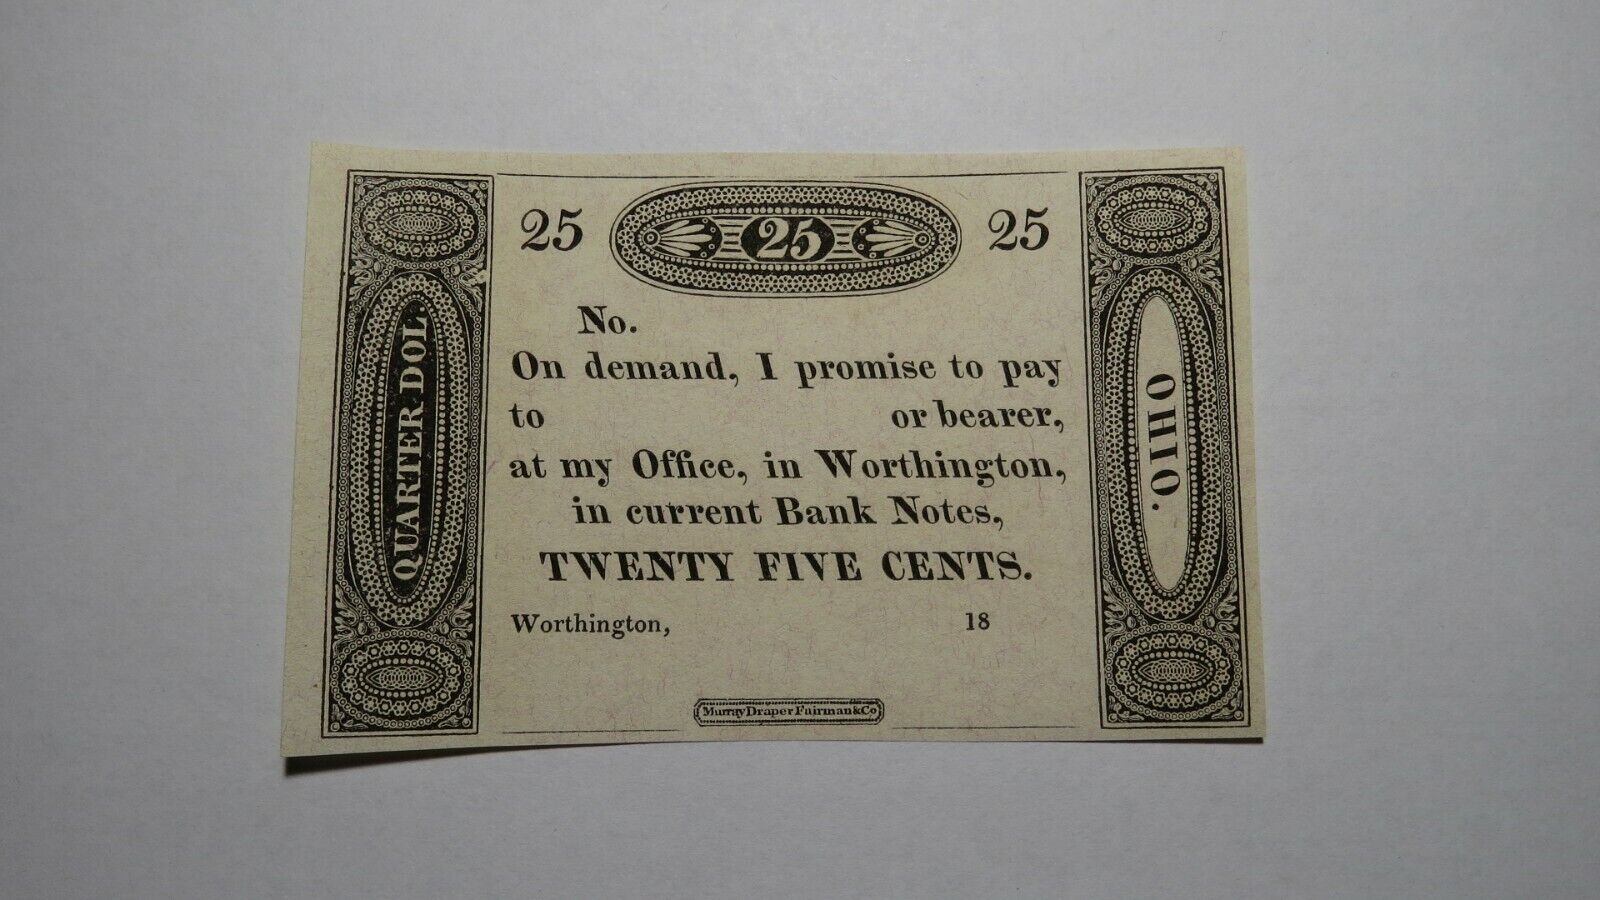 25 25 25
QUARTER DOL.
OHIO.
No.
On demand, I promise to pay
to or bearer,
at my Office, in Worthington,
in current Bank Notes,
TWENTY FIVE CENTS.
Worthington, 18
Murray Draper Fairman & Co